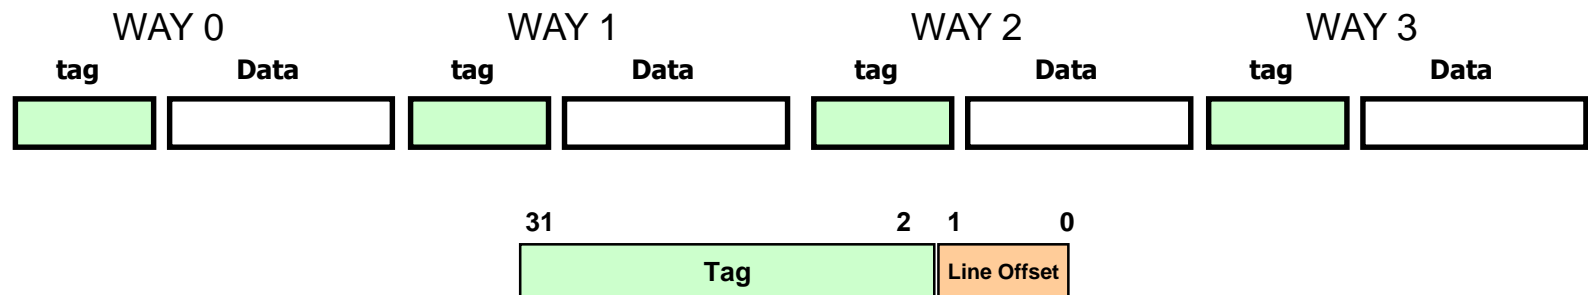 WAY 0 WAY 1 WAY 2 WAY 3
tag Data tag Data tag Data tag Data
31 2 1 0
Tag Line Offset